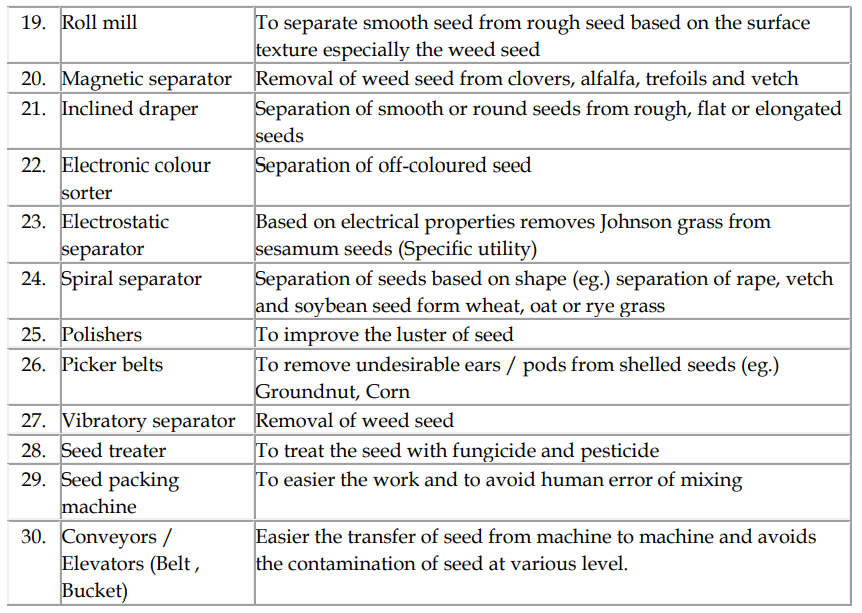 19. Roll mill To separate smooth seed from rough seed based on the surface
texture especially the weed seed
20. Magnetic separator Removal of weed seed from clovers, alfalfa, trefoils and vetch
21. Inclined draper Separation of smooth or round seeds from rough, flat or elongated
seeds
22. Electronic colour Separation of off-coloured seed
sorter
23. Electrostatic Based on electrical properties removes Johnson grass from
separator sesamum seeds (Specific utility)
24. Spiral separator Separation of seeds based on shape (eg.) separation of rape, vetch
and soybean seed form wheat, oat or rye grass
25. Polishers To improve the luster of seed
26. Picker belts To remove undesirable ears / pods from shelled seeds (eg.)
Groundnut, Corn
27. Vibratory separator Removal of weed seed
28. Seed treater To treat the seed with fungicide and pesticide
29. Seed packing To easier the work and to avoid human error of mixing
machine
30. Conveyors / Easier the transfer of seed from machine to machine and avoids
Elevators (Belt , the contamination of seed at various level.
Bucket)